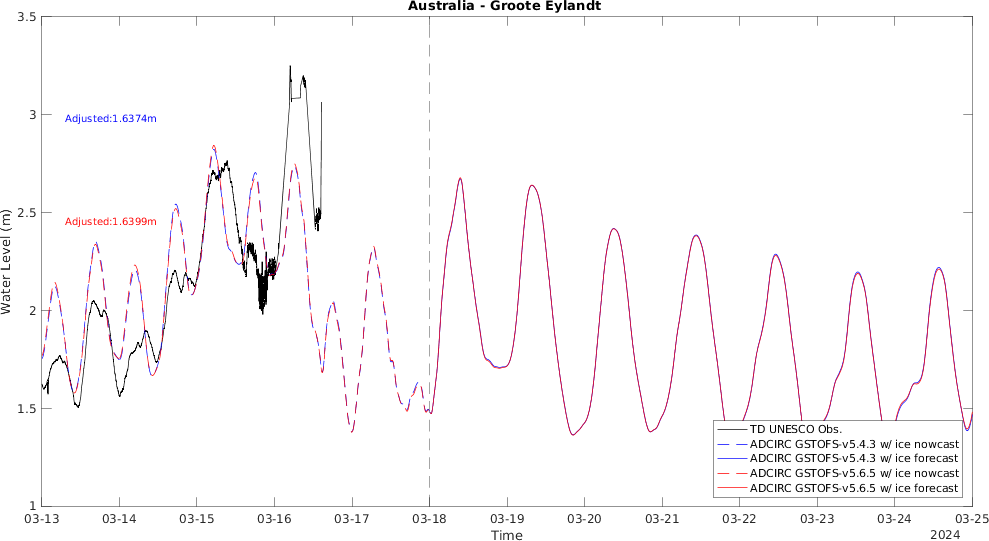 Australia - Groote Eylandt
3.5
3
2.5
2
1.5
1
Water Level (m)
Adjusted:1.6374m
Adjusted:1.6399m
TD UNESCO Obs.
ADCIRC GSTOFS-v5.4.3 w/ ice nowcast
ADCIRC GSTOFS-v5.4.3 w/ ice forecast
ADCIRC GSTOFS-v5.6.5 w/ ice nowcast
ADCIRC GSTOFS-v5.6.5 w/ ice forecast
03-13 03-14 03-15 03-16 03-17 03-18 03-19 03-20 03-21 03-22 03-23 03-24 03-25
Time
2024